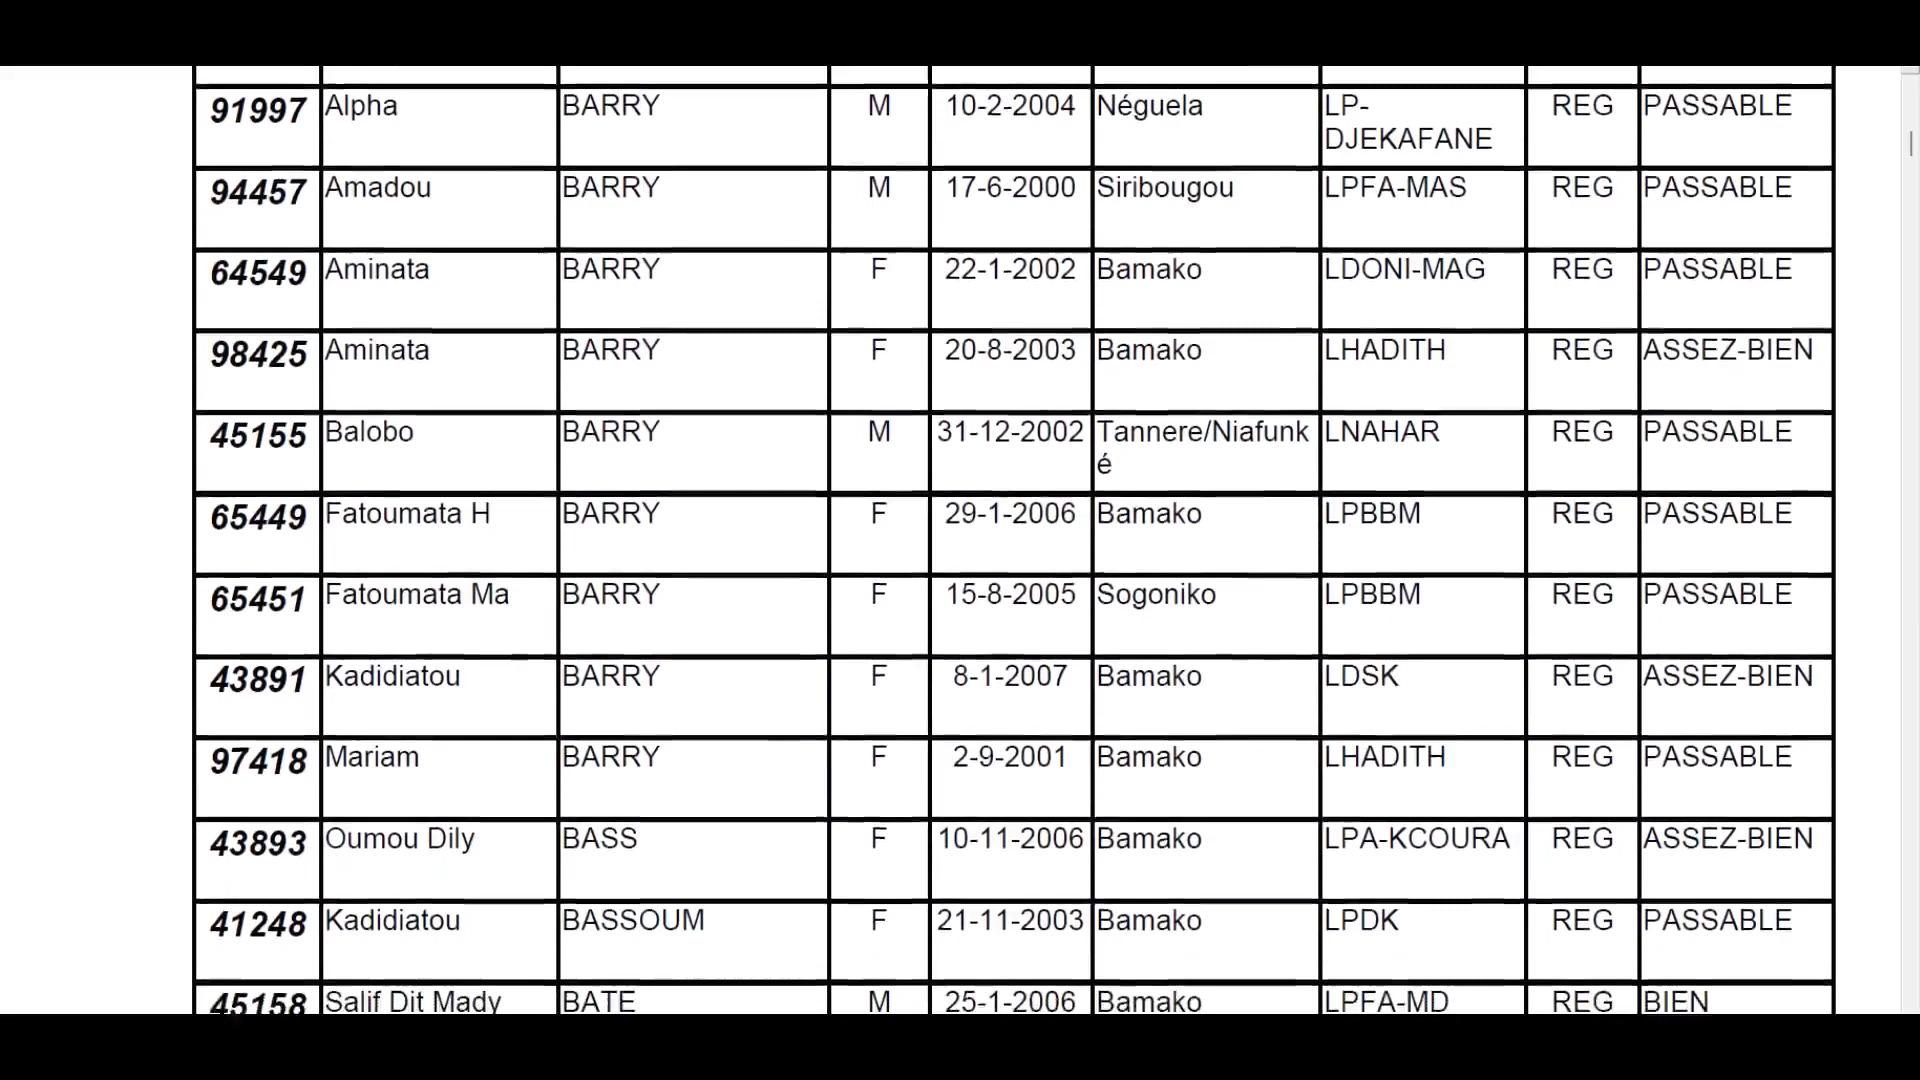 91997 Alpha BARRY M 10-2-2004 Néguela LP-
DJEKAFANE REG PASSABLE
94457 Amadou BARRY M 17-6-2000 Siribougou LPFA-MAS REG PASSABLE
64549 Aminata BARRY F 22-1-2002 Bamako LDONI-MAG REG PASSABLE
98425 Aminata BARRY F 20-8-2003 Bamako LHADITH REG ASSEZ-BIEN
45155 Balobo BARRY M 31-12-2002 Tannere/Niafunk
é LNAHAR REG PASSABLE
65449 Fatoumata H BARRY F 29-1-2006 Bamako LPBBM REG PASSABLE
65451 Fatoumata Ma BARRY F 15-8-2005 Sogoniko LPBBM REG PASSABLE
43891 Kadidiatou BARRY F 8-1-2007 Bamako LDSK REG ASSEZ-BIEN
97418 Mariam BARRY F 2-9-2001 Bamako LHADITH REG PASSABLE
43893 Oumou Dily BASS F 10-11-2006 Bamako LPA-KCOURA REG ASSEZ-BIEN
41248 Kadidiatou BASSOUM F 21-11-2003 Bamako LPDK REG PASSABLE
45158 Salif Dit Mady BATE M 25-1-2006 Bamako LPFA-MD REG BIEN